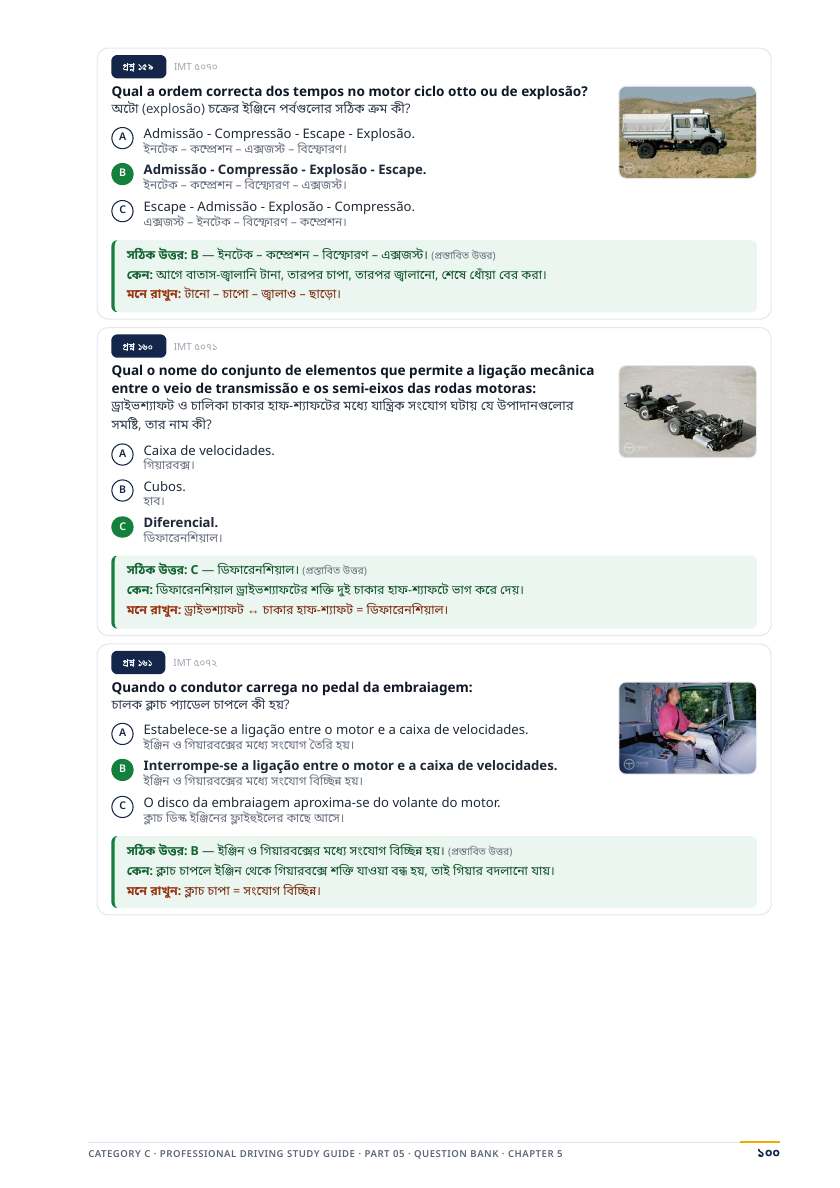 প্রশ্ন ১৫৯ IMT ৫০৭০
Qual a ordem correcta dos tempos no motor ciclo otto ou de explosão?
অটো (explosão) চক্রের ইঞ্জিনে পর্বগুলোর সঠিক ক্রম কী?
A Admissão - Compressão - Escape - Explosão.
ইনটেক – কম্প্রেশন – এক্সজস্ট – বিস্ফোরণ।
B Admissão - Compressão - Explosão - Escape.
ইনটেক – কম্প্রেশন – বিস্ফোরণ – এক্সজস্ট।
C Escape - Admissão - Explosão - Compressão.
এক্সজস্ট – ইনটেক – বিস্ফোরণ – কম্প্রেশন।
সঠিক উত্তর: B — ইনটেক – কম্প্রেশন – বিস্ফোরণ – এক্সজস্ট। (প্রস্তাবিত উত্তর)
কেন: আগে বাতাস-জ্বালানি টানা, তারপর চাপা, তারপর জ্বালানো, শেষে ধোঁয়া বের করা।
মনে রাখুন: টানো – চাপো – জ্বালাও – ছাড়ো।
প্রশ্ন ১৬০ IMT ৫০৭১
Qual o nome do conjunto de elementos que permite a ligação mecânica
entre o veio de transmissão e os semi-eixos das rodas motoras:
ড্রাইভশ্যাফট ও চালিকা চাকার হাফ-শ্যাফটের মধ্যে যান্ত্রিক সংযোগ ঘটায় যে উপাদানগুলোর
সমষ্টি, তার নাম কী?
A Caixa de velocidades.
গিয়ারবক্স।
B Cubos.
হাব।
C Diferencial.
ডিফারেনশিয়াল।
সঠিক উত্তর: C — ডিফারেনশিয়াল। (প্রস্তাবিত উত্তর)
কেন: ডিফারেনশিয়াল ড্রাইভশ্যাফটের শক্তি দুই চাকার হাফ-শ্যাফটে ভাগ করে দেয়।
মনে রাখুন: ড্রাইভশ্যাফট ↔ চাকার হাফ-শ্যাফট = ডিফারেনশিয়াল।
প্রশ্ন ১৬১ IMT ৫০৭২
Quando o condutor carrega no pedal da embraiagem:
চালক ক্লাচ প্যাডেল চাপলে কী হয়?
A Estabelece-se a ligação entre o motor e a caixa de velocidades.
ইঞ্জিন ও গিয়ারবক্সের মধ্যে সংযোগ তৈরি হয়।
B Interrompe-se a ligação entre o motor e a caixa de velocidades.
ইঞ্জিন ও গিয়ারবক্সের মধ্যে সংযোগ বিচ্ছিন্ন হয়।
C O disco da embraiagem aproxima-se do volante do motor.
ক্লাচ ডিস্ক ইঞ্জিনের ফ্লাইহুইলের কাছে আসে।
সঠিক উত্তর: B — ইঞ্জিন ও গিয়ারবক্সের মধ্যে সংযোগ বিচ্ছিন্ন হয়। (প্রস্তাবিত উত্তর)
কেন: ক্লাচ চাপলে ইঞ্জিন থেকে গিয়ারবক্সে শক্তি যাওয়া বন্ধ হয়, তাই গিয়ার বদলানো যায়।
মনে রাখুন: ক্লাচ চাপা = সংযোগ বিচ্ছিন্ন।
CATEGORY C · PROFESSIONAL DRIVING STUDY GUIDE · PART 05 · QUESTION BANK · CHAPTER 5 ১০০